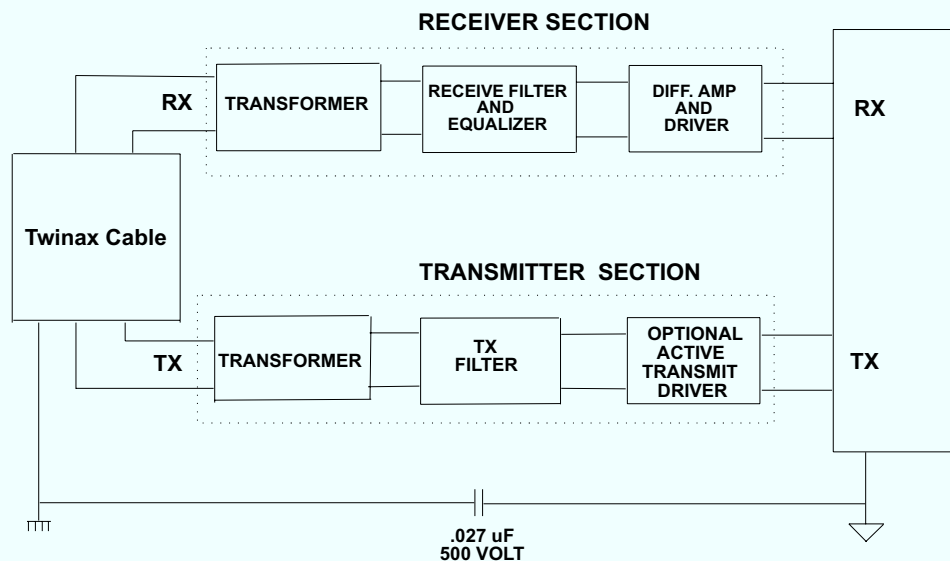 RECEIVER SECTION
RX
TRANSFORMER
RECEIVE FILTER
AND
EQUALIZER
DIFF. AMP
AND
DRIVER
RX
Twinax Cable
TRANSMITTER SECTION
TX
TRANSFORMER
TX
FILTER
OPTIONAL
ACTIVE
TRANSMIT
DRIVER
TX
.027 uF
500 VOLT